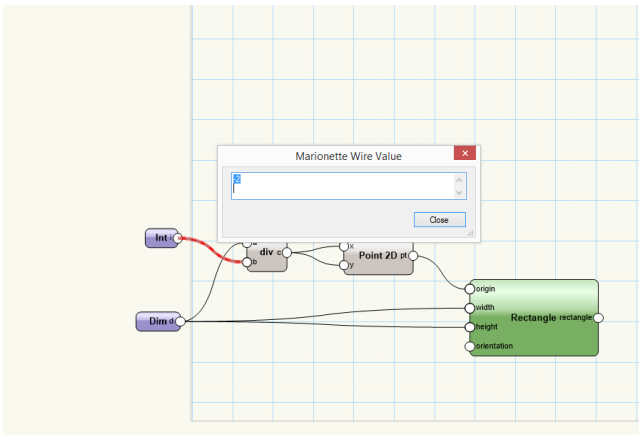 Marionette Wire Value
-2
Close
Int i
a
div c
b
x
y
Point 2D pt
Dim d
origin
width
height
orientation
Rectangle rectangle